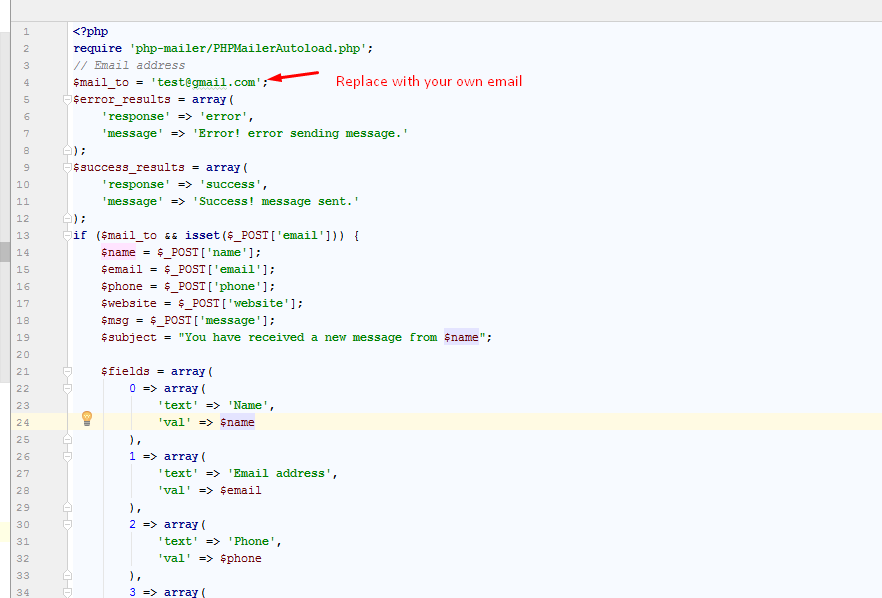 1 <?php
2 require 'php-mailer/PHPMailerAutoload.php';
3 // Email address
4 $mail_to = 'test@gmail.com'; Replace with your own email
5 $error_results = array(
6 'response' => 'error',
7 'message' => 'Error! error sending message.'
8 );
9 $success_results = array(
10 'response' => 'success',
11 'message' => 'Success! message sent.'
12 );
13 if ($mail_to && isset($_POST['email'])) {
14 $name = $_POST['name'];
15 $email = $_POST['email'];
16 $phone = $_POST['phone'];
17 $website = $_POST['website'];
18 $msg = $_POST['message'];
19 $subject = "You have received a new message from $name";
20
21 $fields = array(
22 0 => array(
23 'text' => 'Name',
24 'val' => $name
25 ),
26 1 => array(
27 'text' => 'Email address',
28 'val' => $email
29 ),
30 2 => array(
31 'text' => 'Phone',
32 'val' => $phone
33 ),
34 3 => array(